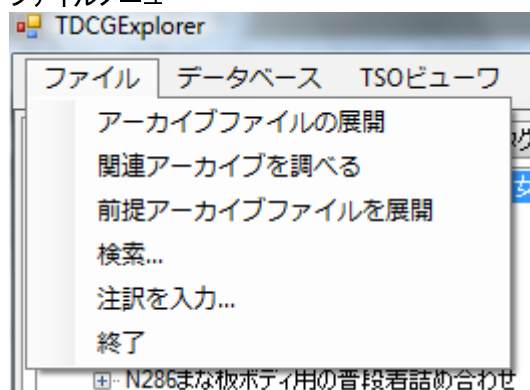 ファイルメニュー
TDCGExplorer
ファイル データベース TSOビューワ
アーカイブファイルの展開
関連アーカイブを調べる
前提アーカイブファイルを展開
検索...
注訳を入力...
終了
N286まな板ボディ用の普段着詰め合わせ